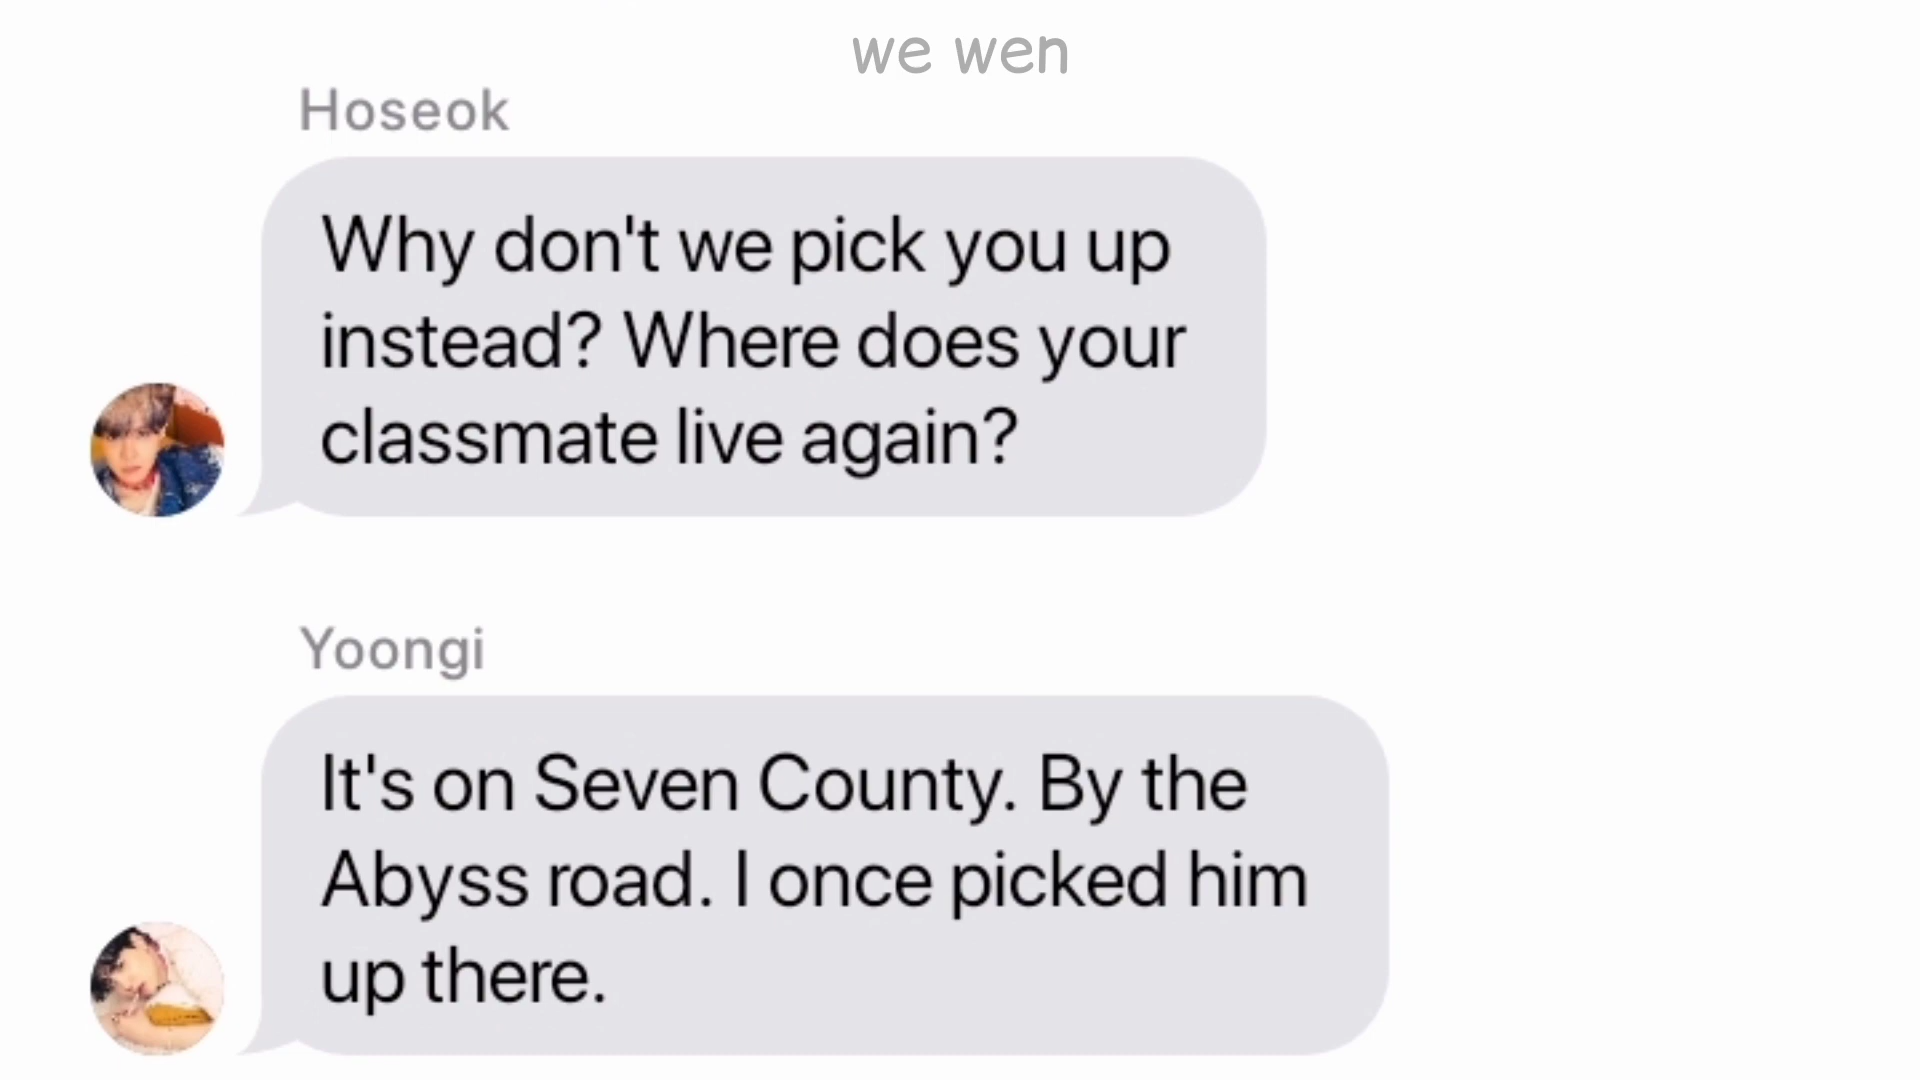 we wen
Hoseok
Why don't we pick you up
instead? Where does your
classmate live again?
Yoongi
It's on Seven County. By the
Abyss road. I once picked him
up there.